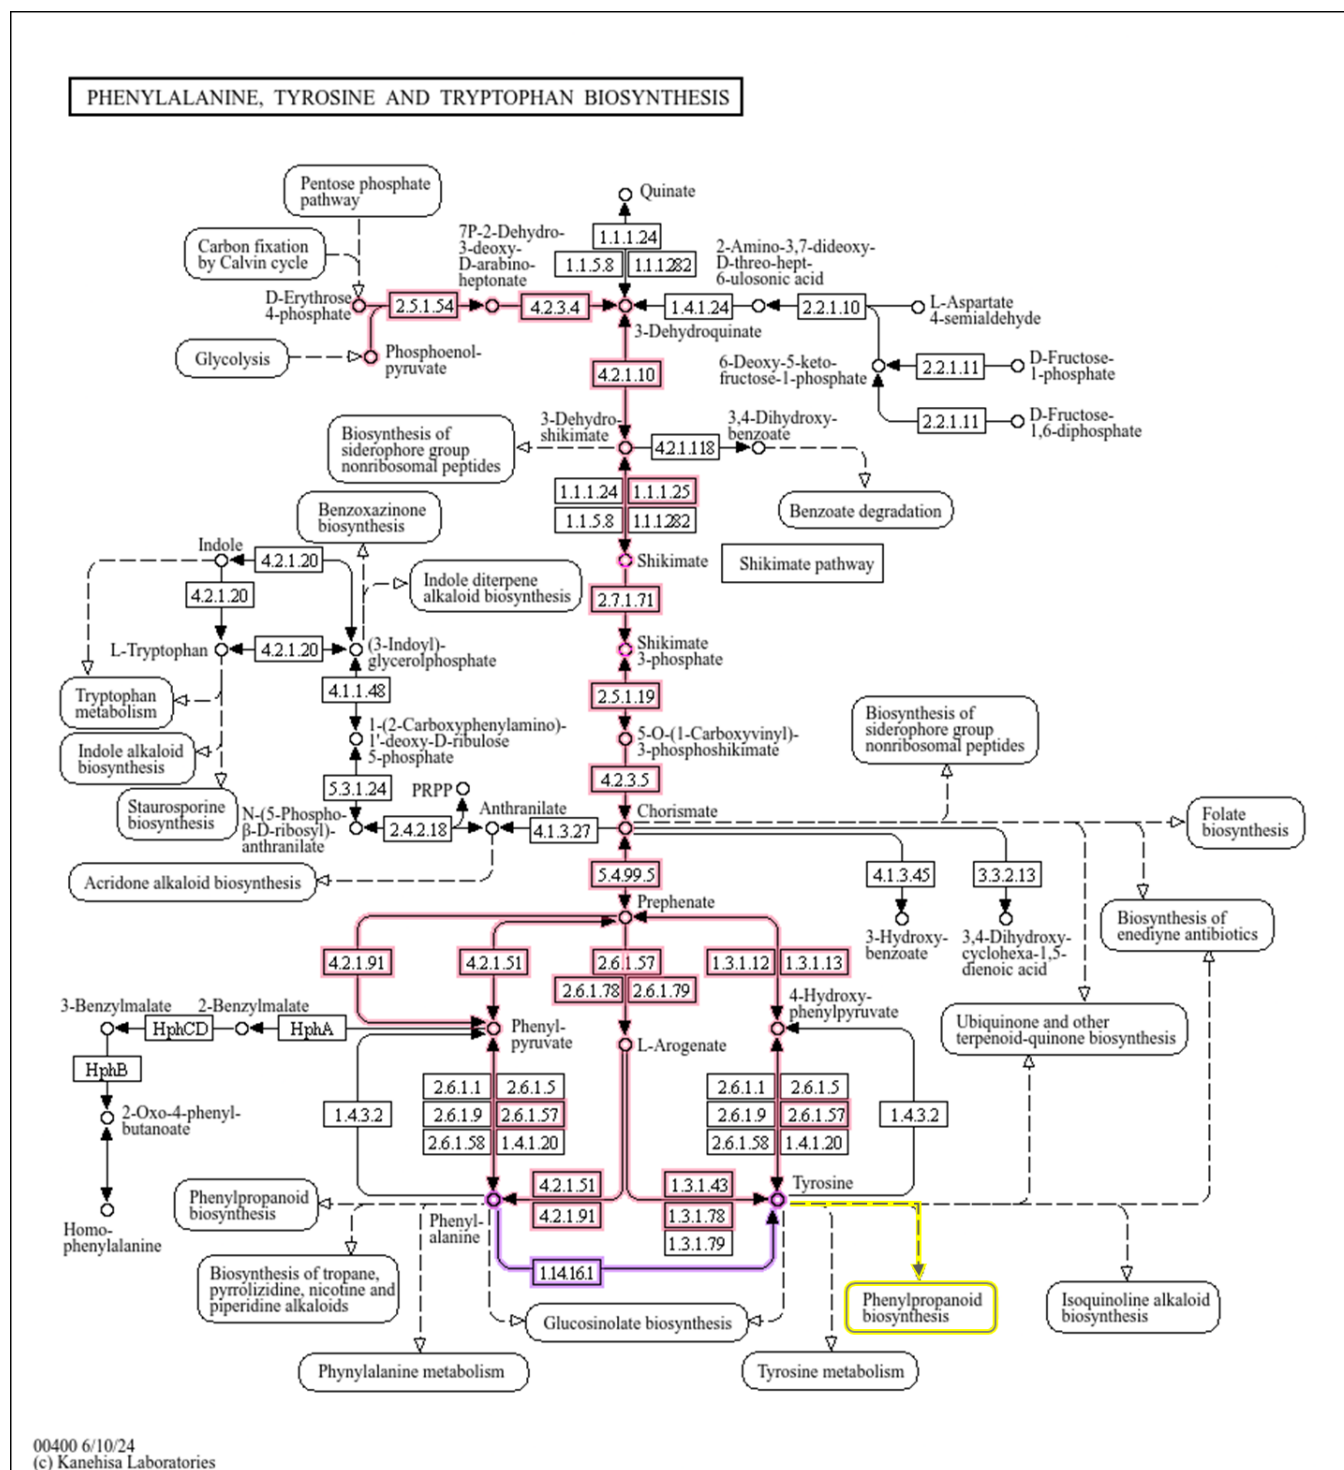 PHENYLALANINE, TYROSINE AND TRYPTOPHAN BIOSYNTHESIS
Pentose phosphate
pathway
Carbon fixation
by Calvin cycle
7P-2-Dehydro-
3-deoxy-
D-arabino-
heptonate
Quinate
1.1.1.24
1.1.5.8
1.1.1.282
2-Amino-3,7-dideoxy-
D-threo-hept-
6-ulosonic acid
D-Erythrose
4-phosphate
2.5.1.54
4.2.3.4
1.4.1.24
2.2.1.10
L-Aspartate
4-semialdehyde
3-Dehydroquinate
Glycolysis
Phosphoenol-
pyruvate
4.2.1.10
6-Deoxy-5-keto-
fructose-1-phosphate
2.2.1.11
D-Fructose-
1-phosphate
2.2.1.11
D-Fructose-
1,6-diphosphate
Biosynthesis of
siderophore group
nonribosomal peptides
3-Dehydro-
shikimate
4.2.1.118
3,4-Dihydroxy-
benzoate
Benzoate degradation
1.1.1.24
1.1.1.25
1.1.5.8
1.1.1.282
Benzoxazinone
biosynthesis
Indole
4.2.1.20
4.2.1.20
Indole diterpene
alkaloid biosynthesis
Shikimate
Shikimate pathway
2.7.1.71
L-Tryptophan
4.2.1.20
(3-Indoyl)-
glycerolphosphate
Shikimate
3-phosphate
Tryptophan
metabolism
4.1.1.48
2.5.1.19
Indole alkaloid
biosynthesis
1-(2-Carboxyphenylamino)-
1'-deoxy-D-ribulose
5-phosphate
5-O-(1-Carboxyvinyl)-
3-phosphoshikimate
Biosynthesis of
siderophore group
nonribosomal peptides
Staurosporine
biosynthesis
5.3.1.24
PRPP
4.2.3.5
N-(5-Phospho-
β-D-ribosyl)-
anthranilate
2.4.2.18
Anthranilate
4.1.3.27
Chorismate
Folate
biosynthesis
Acridone alkaloid biosynthesis
5.4.99.5
4.1.3.45
3.3.2.13
Prephenate
3-Hydroxy-
benzoate
3,4-Dihydroxy-
cyclohexa-1,5-
dienoic acid
Biosynthesis of
enediyne antibiotics
4.2.1.91
4.2.1.51
2.6.1.57
2.6.1.78
2.6.1.79
1.3.1.12
1.3.1.13
3-Benzylmalate
2-Benzylmalate
HphCD
HphA
Phenyl-
pyruvate
L-Arogenate
4-Hydroxy-
phenylpyruvate
Ubiquinone and other
terpenoid-quinone biosynthesis
HphB
2-Oxo-4-phenyl-
butanoate
1.4.3.2
2.6.1.1
2.6.1.5
2.6.1.9
2.6.1.57
2.6.1.58
1.4.1.20
2.6.1.1
2.6.1.5
2.6.1.9
2.6.1.57
2.6.1.58
1.4.1.20
1.4.3.2
Phenylpropanoid
biosynthesis
4.2.1.51
4.2.1.91
1.3.1.43
1.3.1.78
1.3.1.79
Tyrosine
Homo-
phenylalanine
Phenyl-
alanine
Biosynthesis of tropane,
pyrrolizidine, nicotine and
piperidine alkaloids
1.14.16.1
Glucosinolate biosynthesis
Phenylpropanoid
biosynthesis
Isoquinoline alkaloid
biosynthesis
Phynylalanine metabolism
Tyrosine metabolism
00400 6/10/24
(c) Kanehisa Laboratories